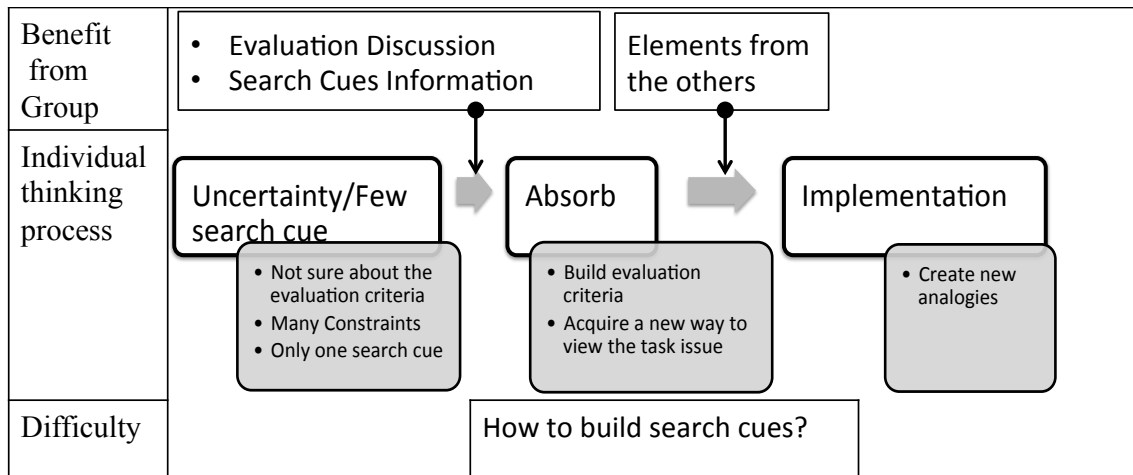 Benefit
from
Group
• Evaluation Discussion
• Search Cues Information
Elements from
the others
Individual
thinking
process
Uncertainty/Few
search cue
• Not sure about the
evaluation criteria
• Many Constraints
• Only one search cue
Absorb
• Build evaluation
criteria
• Acquire a new way to
view the task issue
Implementation
• Create new
analogies
Difficulty
How to build search cues?